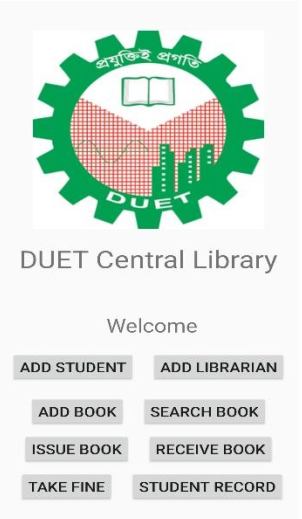 প্রযুক্তিই প্রগতি
DUET
DUET Central Library
Welcome
ADD STUDENT ADD LIBRARIAN
ADD BOOK SEARCH BOOK
ISSUE BOOK RECEIVE BOOK
TAKE FINE STUDENT RECORD